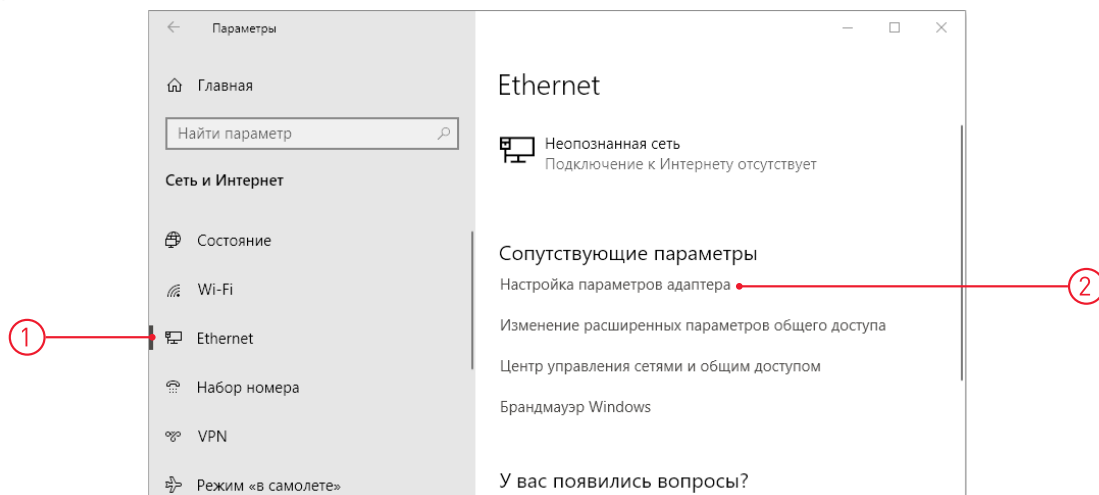 Параметры
Главная
Найти параметр
Сеть и Интернет
Состояние
Wi-Fi
1
Ethernet
Набор номера
VPN
Режим «в самолете»
Ethernet
Неопознанная сеть
Подключение к Интернету отсутствует
Сопутствующие параметры
Настройка параметров адаптера
2
Изменение расширенных параметров общего доступа
Центр управления сетями и общим доступом
Брандмауэр Windows
У вас появились вопросы?